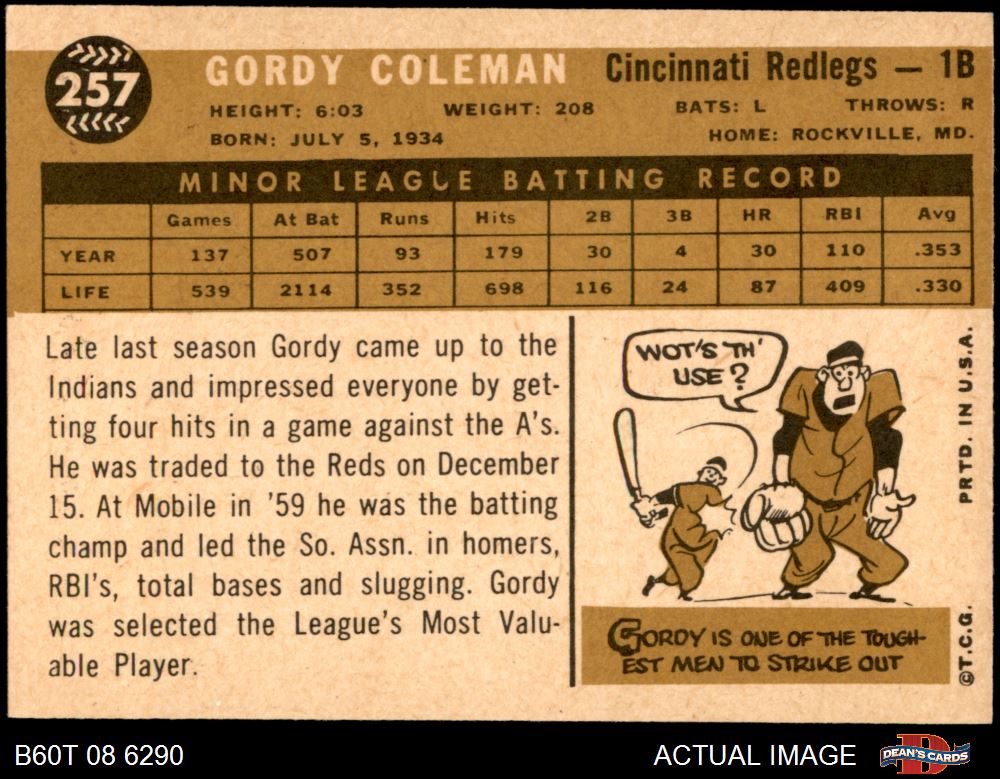 257
GORDY COLEMAN Cincinnati Redlegs — 1B
HEIGHT: 6:03 WEIGHT: 208 BATS: L THROWS: R
BORN: JULY 5, 1934 HOME: ROCKVILLE, MD.
MINOR LEAGUE BATTING RECORD
Games At Bat Runs Hits 2B 3B HR RBI Avg
YEAR 137 507 93 179 30 4 30 110 .353
LIFE 539 2114 352 698 116 24 87 409 .330
Late last season Gordy came up to the
Indians and impressed everyone by get-
ting four hits in a game against the A's.
He was traded to the Reds on December
15. At Mobile in '59 he was the batting
champ and led the So. Assn. in homers,
RBI's, total bases and slugging. Gordy
was selected the League's Most Valu-
able Player.
WOT'S TH'
USE?
GORDY IS ONE OF THE TOUGH-
EST MEN TO STRIKE OUT
PRTD. IN U.S.A.
©T.C.G.
B60T 08 6290 ACTUAL IMAGE
DEAN'S CARDS